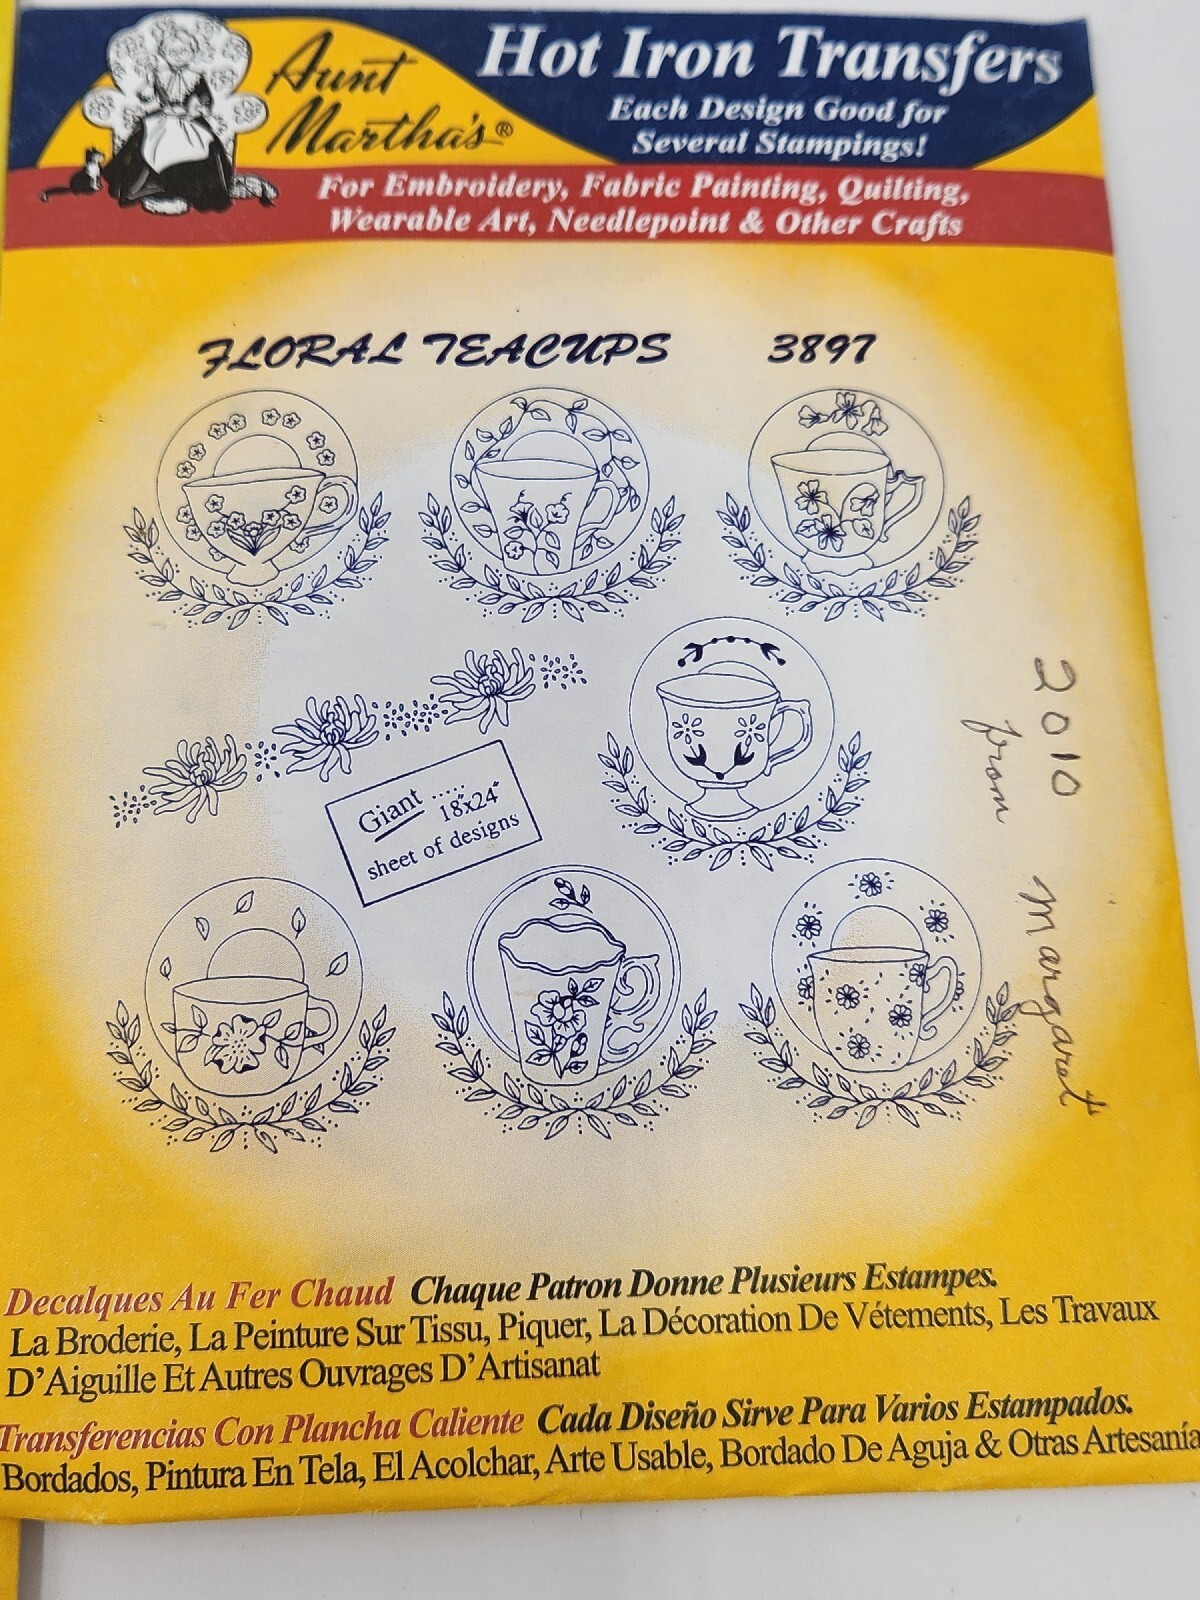 Aunt
Martha's®
Hot Iron Transfers
Each Design Good for
Several Stampings!
For Embroidery, Fabric Painting, Quilting,
Wearable Art, Needlepoint & Other Crafts
FLORAL TEACUPS 3897
Giant ..... 18"x24"
sheet of designs
2010
from Margaret
Decalques Au Fer Chaud Chaque Patron Donne Plusieurs Estampes.
La Broderie, La Peinture Sur Tissu, Piquer, La Décoration De Vétements, Les Travaux
D'Aiguille Et Autres Ouvrages D'Artisanat
Transferencias Con Plancha Caliente Cada Diseño Sirve Para Varios Estampados.
Bordados, Pintura En Tela, El Acolchar, Arte Usable, Bordado De Aguja & Otras Artesanía